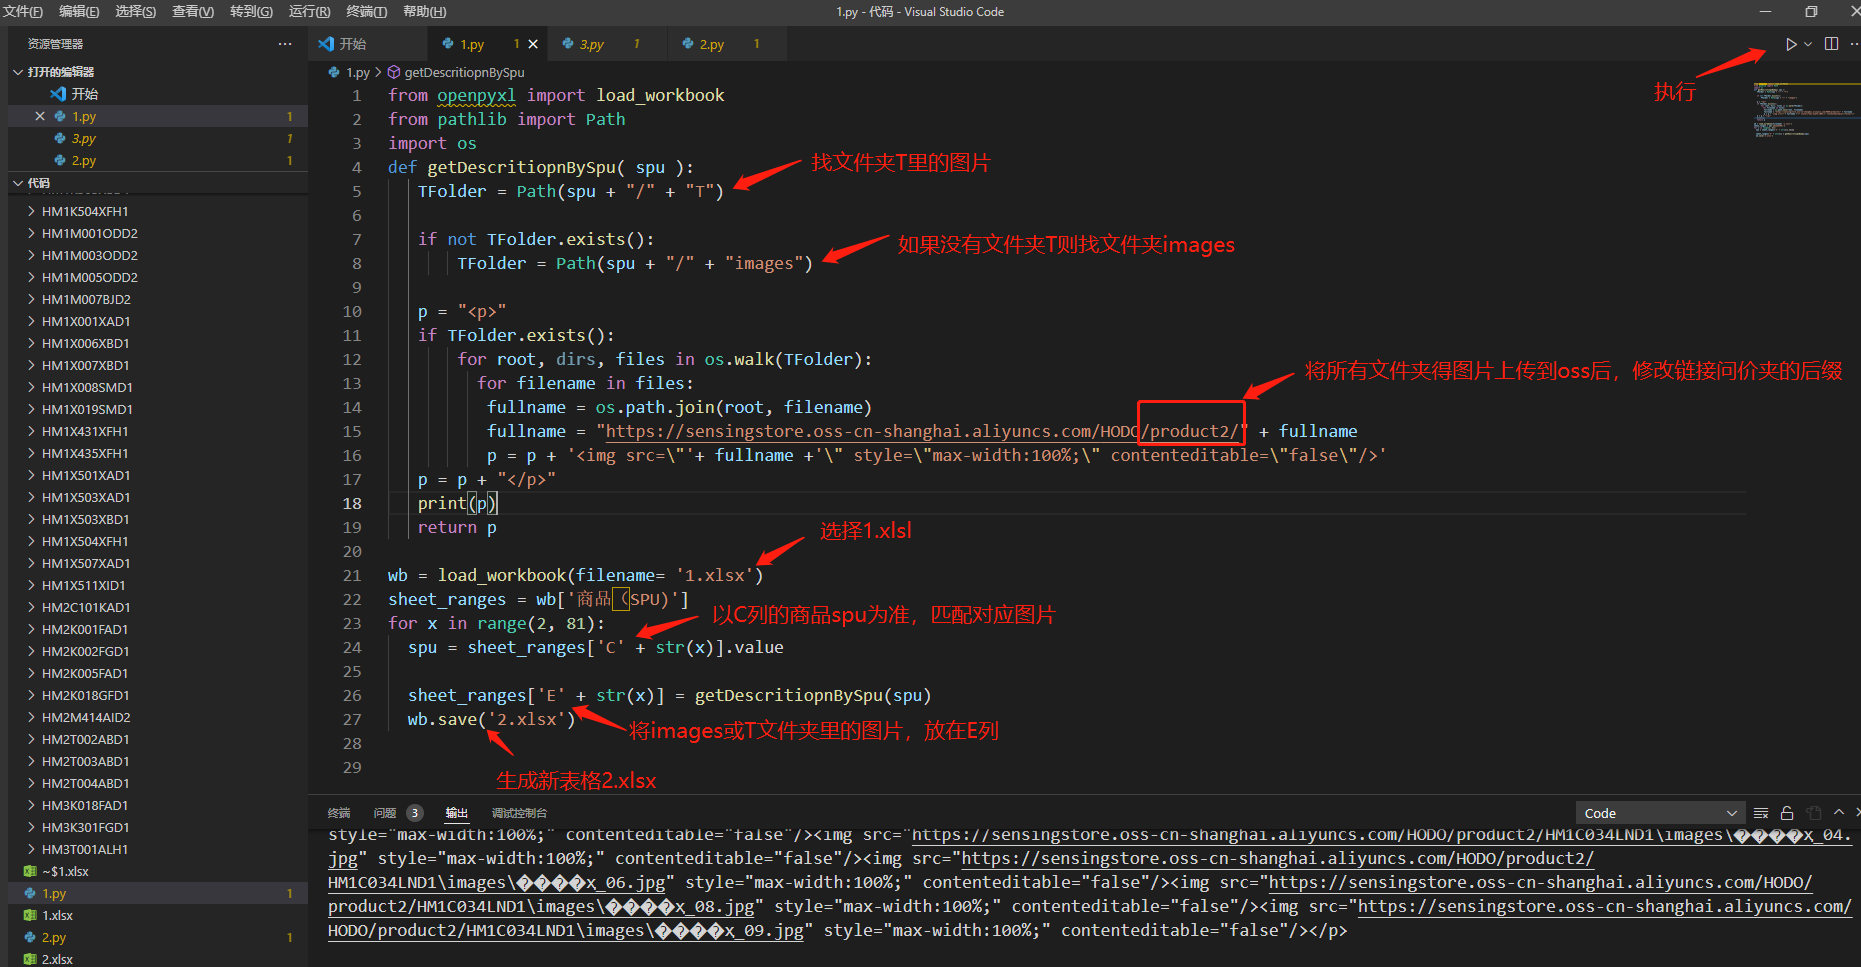 文件(F) 编辑(E) 选择(S) 查看(V) 转到(G) 运行(R) 终端(T) 帮助(H)
1.py - 代码 - Visual Studio Code
资源管理器
打开的编辑器
开始
1.py 1
3.py 1
2.py 1
代码
HM1K504XFH1
HM1M001ODD2
HM1M003ODD2
HM1M005ODD2
HM1M007BJD2
HM1X001XAD1
HM1X006XBD1
HM1X007XBD1
HM1X008SMD1
HM1X019SMD1
HM1X431XFH1
HM1X435XFH1
HM1X501XAD1
HM1X503XAD1
HM1X503XBD1
HM1X504XFH1
HM1X507XAD1
HM1X511XID1
HM2C101KAD1
HM2K001FAD1
HM2K002FGD1
HM2K005FAD1
HM2K018GFD1
HM2M414AID2
HM2T002ABD1
HM2T003ABD1
HM2T004ABD1
HM3K018FAD1
HM3K301FGD1
HM3T001ALH1
~$1.xlsx
1.py 1
1.xlsx
2.py 1
2.xlsx
开始 1.py 1 3.py 1 2.py 1
1.py > getDescritiopnBySpu
执行
1 from openpyxl import load_workbook
2 from pathlib import Path
3 import os
4 def getDescritiopnBySpu( spu ):
找文件夹T里的图片
5 TFolder = Path(spu + "/" + "T")
6
7 if not TFolder.exists():
如果没有文件夹T则找文件夹images
8 TFolder = Path(spu + "/" + "images")
9
10 p = "<p>"
11 if TFolder.exists():
12 for root, dirs, files in os.walk(TFolder):
将所有文件夹得图片上传到oss后，修改链接问价夹的后缀
13 for filename in files:
14 fullname = os.path.join(root, filename)
15 fullname = "https://sensingstore.oss-cn-shanghai.aliyuncs.com/HODO/product2/" + fullname
16 p = p + '<img src=\"'+ fullname +'\" style=\"max-width:100%;\" contenteditable=\"false\"/>'
17 p = p + "</p>"
18 print(p)
19 return p
选择1.xlsl
20
21 wb = load_workbook(filename= '1.xlsx')
22 sheet_ranges = wb['商品（SPU)']
以C列的商品spu为准，匹配对应图片
23 for x in range(2, 81):
24 spu = sheet_ranges['C' + str(x)].value
25
26 sheet_ranges['E' + str(x)] = getDescritiopnBySpu(spu)
27 wb.save('2.xlsx')
将images或T文件夹里的图片，放在E列
28
29
生成新表格2.xlsx
终端 问题 3 输出 调试控制台 Code
style="max-width:100%;" contenteditable="false"/><img src="https://sensingstore.oss-cn-shanghai.aliyuncs.com/HODO/product2/HM1C034LND1\images\����x_04.
jpg" style="max-width:100%;" contenteditable="false"/><img src="https://sensingstore.oss-cn-shanghai.aliyuncs.com/HODO/product2/
HM1C034LND1\images\����x_06.jpg" style="max-width:100%;" contenteditable="false"/><img src="https://sensingstore.oss-cn-shanghai.aliyuncs.com/HODO/
product2/HM1C034LND1\images\����x_08.jpg" style="max-width:100%;" contenteditable="false"/><img src="https://sensingstore.oss-cn-shanghai.aliyuncs.com/
HODO/product2/HM1C034LND1\images\����x_09.jpg" style="max-width:100%;" contenteditable="false"/></p>